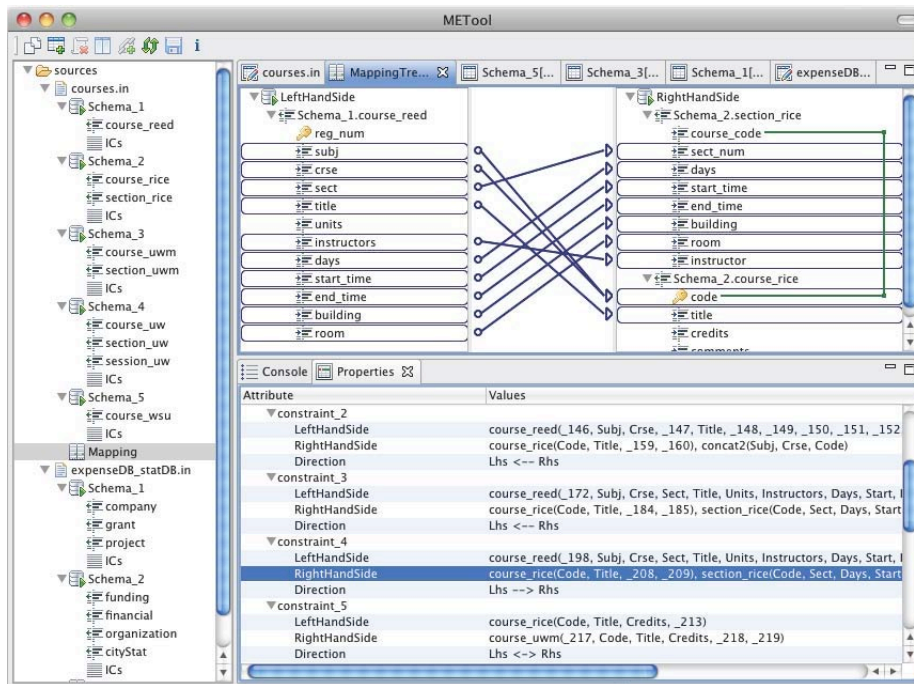 METool
i
sources
courses.in
Schema_1
course_reed
ICs
Schema_2
course_rice
section_rice
ICs
Schema_3
course_uwm
section_uwm
ICs
Schema_4
course_uw
section_uw
session_uw
ICs
Schema_5
course_wsu
ICs
Mapping
expenseDB_statDB.in
Schema_1
company
grant
project
ICs
Schema_2
funding
financial
organization
cityStat
ICs
courses.in MappingTre... Schema_5[... Schema_3[... Schema_1[... expenseDB...
LeftHandSide
Schema_1.course_reed
reg_num
subj
crse
sect
title
units
instructors
days
start_time
end_time
building
room
RightHandSide
Schema_2.section_rice
course_code
sect_num
days
start_time
end_time
building
room
instructor
Schema_2.course_rice
code
title
credits
comments
Console Properties
Attribute Values
constraint_2
LeftHandSide course_reed(_146, Subj, Crse, _147, Title, _148, _149, _150, _151, _152
RightHandSide course_rice(Code, Title, _159, _160), concat2(Subj, Crse, Code)
Direction Lhs <-- Rhs
constraint_3
LeftHandSide course_reed(_172, Subj, Crse, Sect, Title, Units, Instructors, Days, Start,
RightHandSide course_rice(Code, Title, _184, _185), section_rice(Code, Sect, Days, Start
Direction Lhs <-- Rhs
constraint_4
LeftHandSide course_reed(_198, Subj, Crse, Sect, Title, Units, Instructors, Days, Start,
RightHandSide course_rice(Code, Title, _208, _209), section_rice(Code, Sect, Days, Start
Direction Lhs --> Rhs
constraint_5
LeftHandSide course_rice(Code, Title, Credits, _213)
RightHandSide course_uwm(_217, Code, Title, Credits, _218, _219)
Direction Lhs <-> Rhs